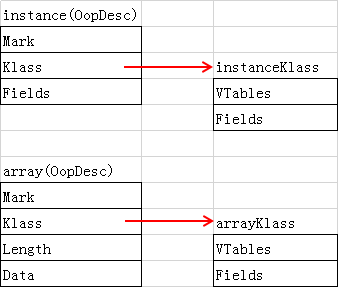 instance(OopDesc)
Mark
Klass instanceKlass
Fields VTables
Fields
array(OopDesc)
Mark
Klass arrayKlass
Length VTables
Data Fields